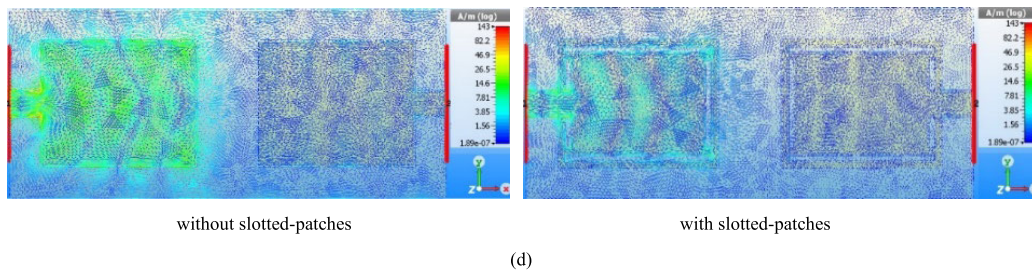 A/m (log)
143
82.2
46.9
26.5
14.6
7.81
3.85
1.56
1.89e-07
1
2
y
Z
x
A/m (log)
143
82.2
46.9
26.5
14.6
7.81
3.85
1.56
1.89e-07
2
y
Z
without slotted-patches
with slotted-patches
(d)